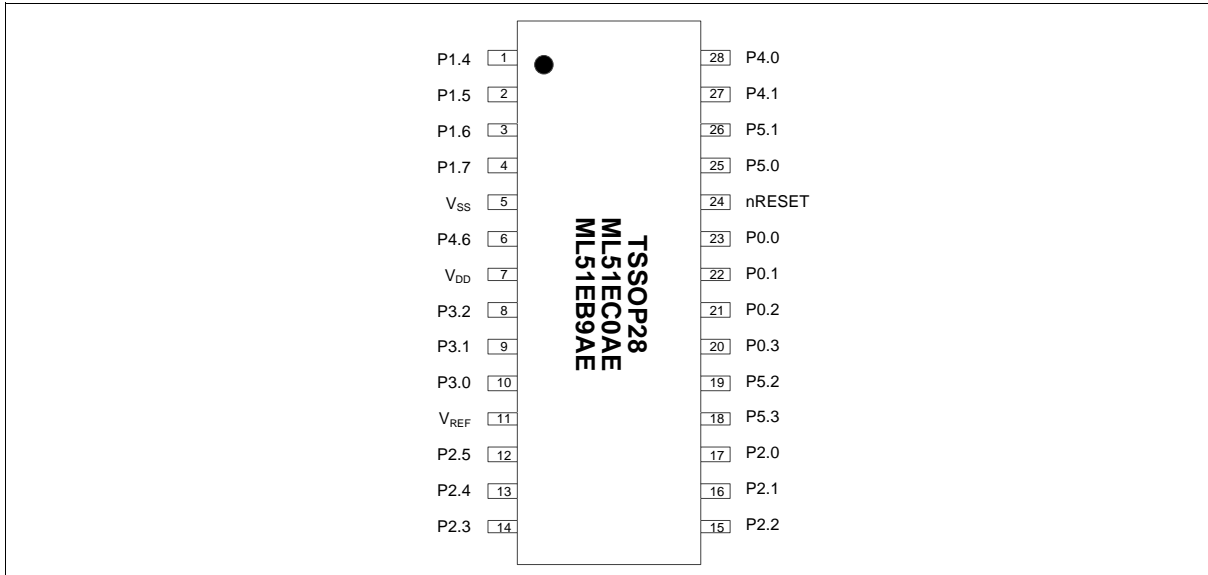 P1.4 1 28 P4.0
P1.5 2 27 P4.1
P1.6 3 26 P5.1
P1.7 4 25 P5.0
VSS 5 24 nRESET
P4.6 6 23 P0.0
VDD 7 22 P0.1
P3.2 8 21 P0.2
P3.1 9 20 P0.3
P3.0 10 19 P5.2
VREF 11 18 P5.3
P2.5 12 17 P2.0
P2.4 13 16 P2.1
P2.3 14 15 P2.2
TSSOP28
ML51EC0AE
ML51EB9AE